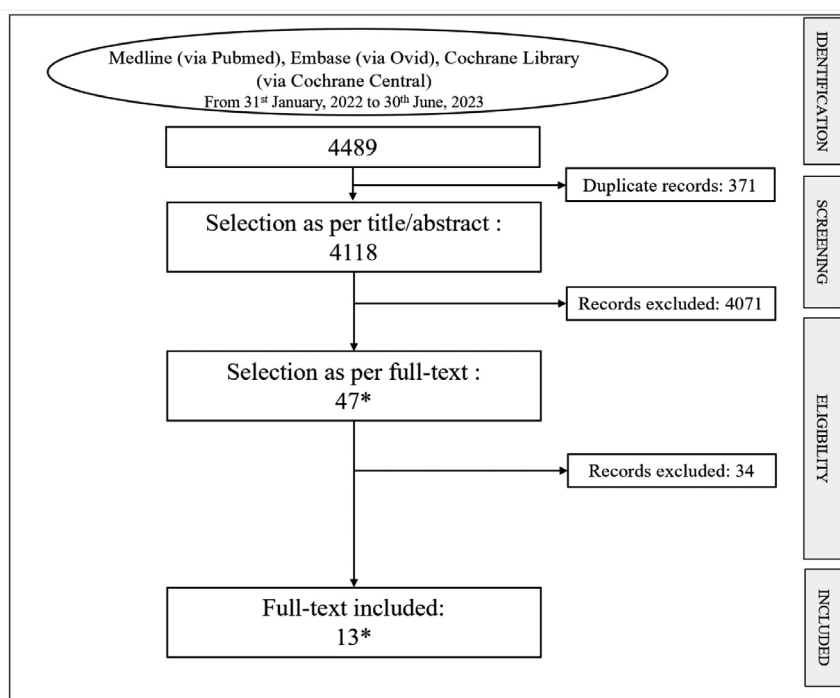 Medline (via Pubmed), Embase (via Ovid), Cochrane Library
(via Cochrane Central)
From 31st January, 2022 to 30th June, 2023
IDENTIFICATION
4489
Duplicate records: 371
SCREENING
Selection as per title/abstract :
4118
Records excluded: 4071
Selection as per full-text :
47*
ELIGIBILITY
Records excluded: 34
Full-text included:
13*
INCLUDED